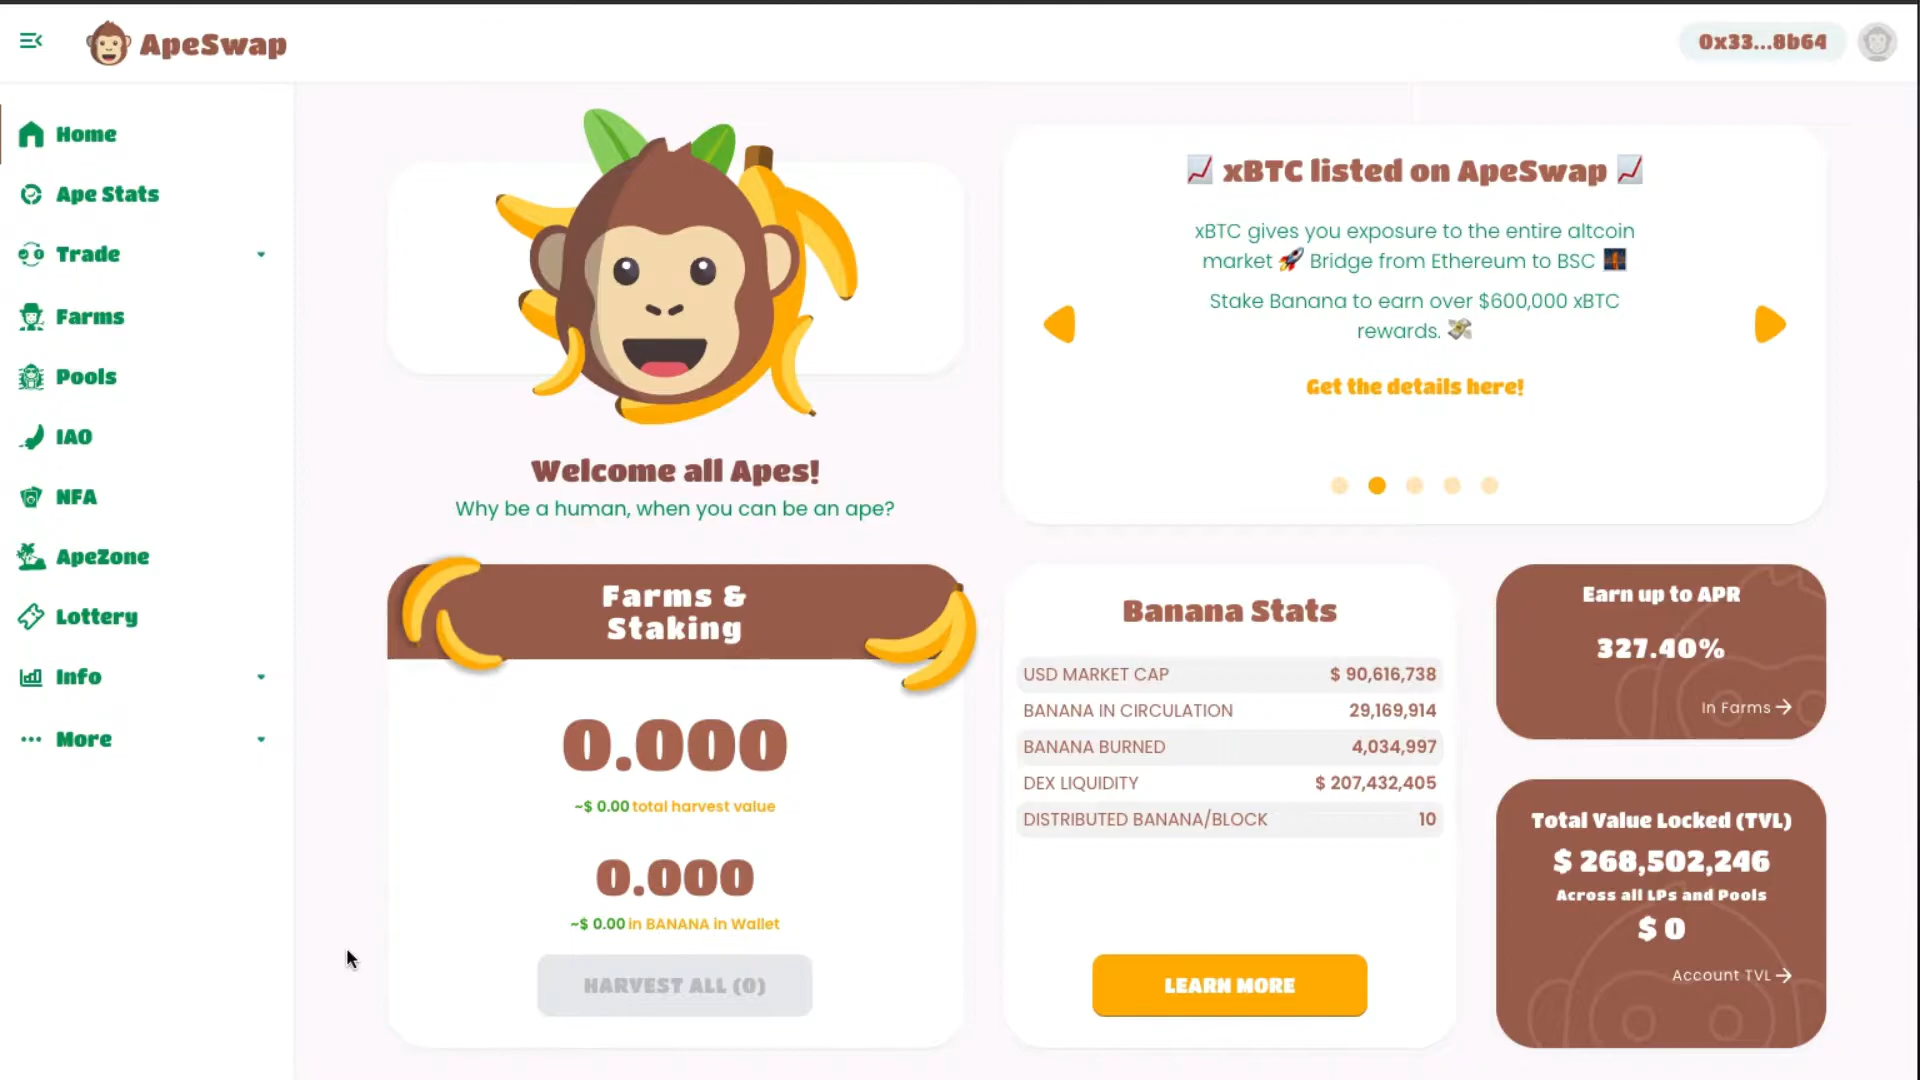 ApeSwap
0x33...8b64
Home
Ape Stats
Trade
Farms
Pools
IAO
NFA
ApeZone
Lottery
Info
More
Welcome all Apes!
Why be a human, when you can be an ape?
xBTC listed on ApeSwap
xBTC gives you exposure to the entire altcoin
market 🚀 Bridge from Ethereum to BSC
Stake Banana to earn over $600,000 xBTC
rewards.
Get the details here!
Farms &
Staking
0.000
~$ 0.00 total harvest value
0.000
~$ 0.00 in BANANA in Wallet
HARVEST ALL (0)
Banana Stats
USD MARKET CAP $ 90,616,738
BANANA IN CIRCULATION 29,169,914
BANANA BURNED 4,034,997
DEX LIQUIDITY $ 207,432,405
DISTRIBUTED BANANA/BLOCK 10
LEARN MORE
Earn up to APR
327.40%
In Farms →
Total Value Locked (TVL)
$ 268,502,246
Across all LPs and Pools
$ 0
Account TVL →